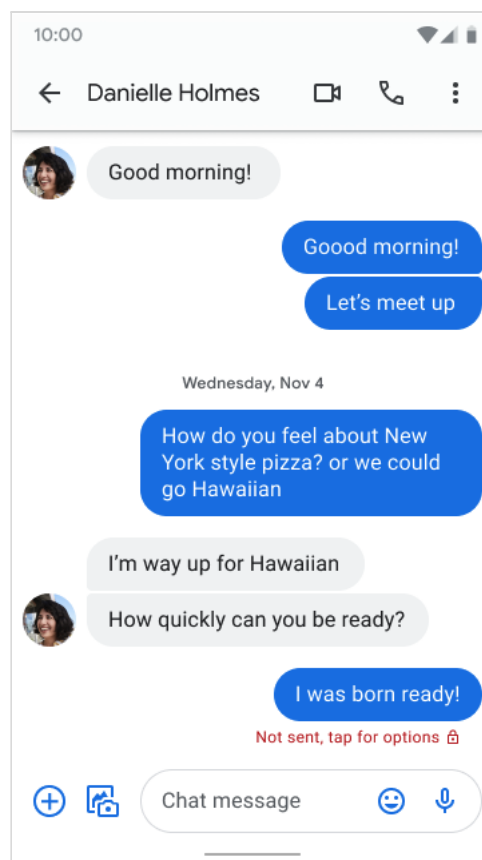 10:00
Danielle Holmes
Good morning!
Goood morning!
Let’s meet up
Wednesday, Nov 4
How do you feel about New
York style pizza? or we could
go Hawaiian
I’m way up for Hawaiian
How quickly can you be ready?
I was born ready!
Not sent, tap for options
Chat message